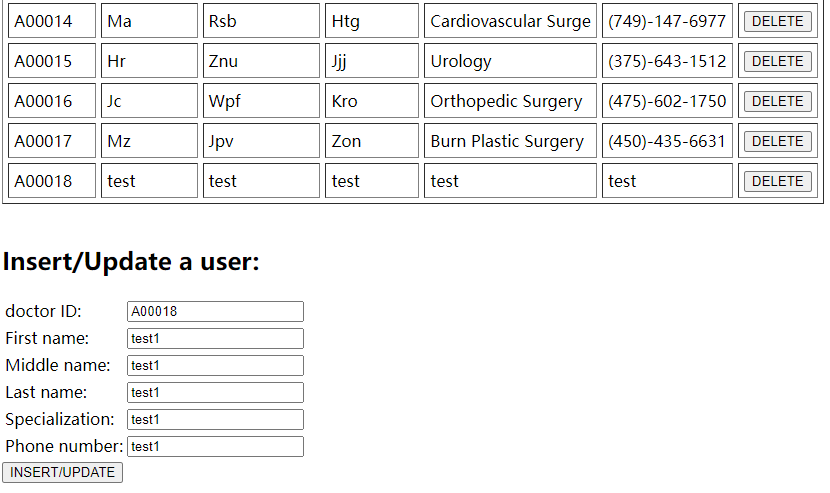 A00014 Ma Rsb Htg Cardiovascular Surge (749)-147-6977 DELETE
A00015 Hr Znu Jjj Urology (375)-643-1512 DELETE
A00016 Jc Wpf Kro Orthopedic Surgery (475)-602-1750 DELETE
A00017 Mz Jpv Zon Burn Plastic Surgery (450)-435-6631 DELETE
A00018 test test test test test DELETE
Insert/Update a user:
doctor ID: A00018
First name: test1
Middle name: test1
Last name: test1
Specialization: test1
Phone number: test1
INSERT/UPDATE